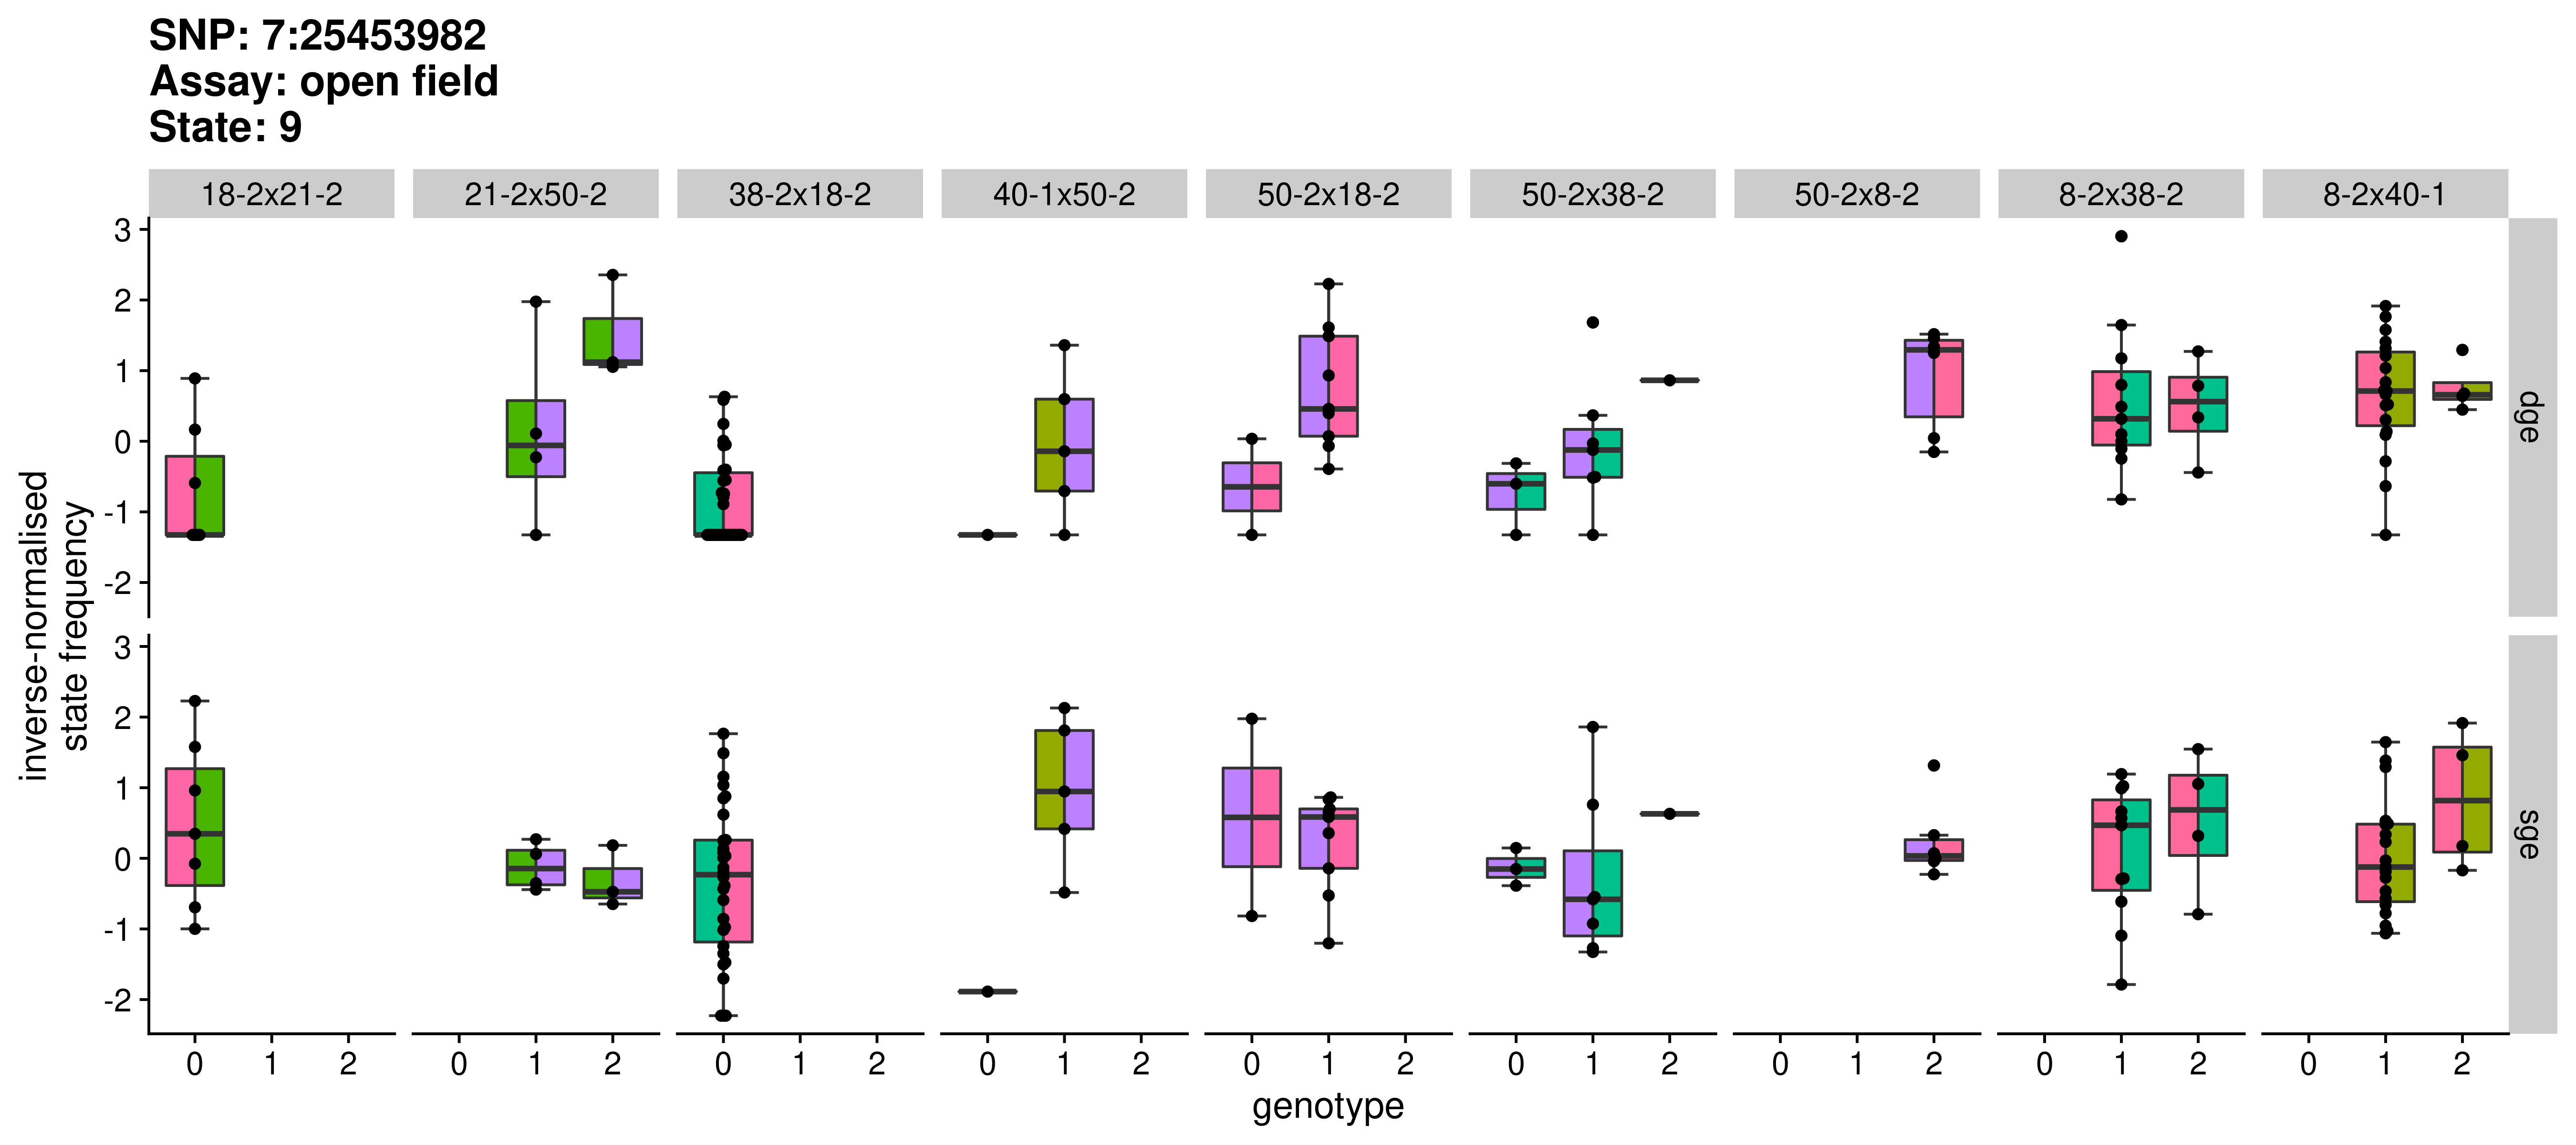 SNP: 7:25453982
Assay: open field
State: 9
18-2x21-2 21-2x50-2 38-2x18-2 40-1x50-2 50-2x18-2 50-2x38-2 50-2x8-2 8-2x38-2 8-2x40-1
inverse-normalised
state frequency
3
2
1
0
-1
-2
dge
3
2
1
0
-1
-2
sge
0 1 2 0 1 2 0 1 2 0 1 2 0 1 2 0 1 2 0 1 2 0 1 2 0 1 2
genotype